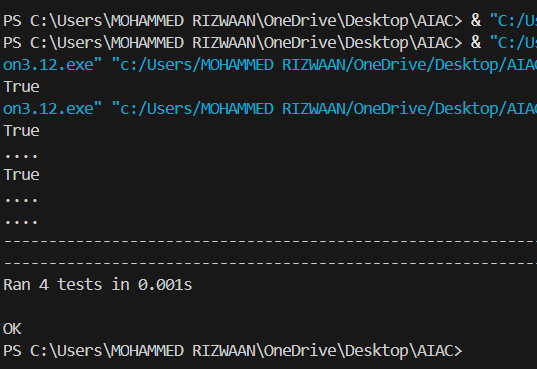 PS C:\Users\MOHAMMED RIZWAAN\OneDrive\Desktop\AIAC> & "C:/Us
PS C:\Users\MOHAMMED RIZWAAN\OneDrive\Desktop\AIAC> & "C:/Us
on3.12.exe" "c:/Users/MOHAMMED RIZWAAN/OneDrive/Desktop/AIAC
True
on3.12.exe" "c:/Users/MOHAMMED RIZWAAN/OneDrive/Desktop/AIAC
True
....
True
....
....
----------------------------------------------------------
----------------------------------------------------------
Ran 4 tests in 0.001s
OK
PS C:\Users\MOHAMMED RIZWAAN\OneDrive\Desktop\AIAC>